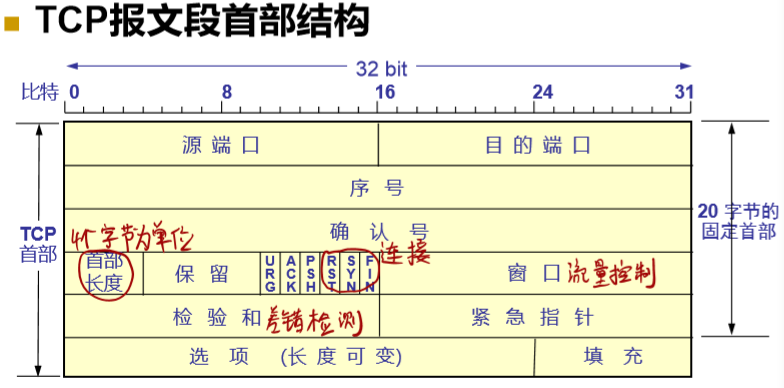 TCP报文段首部结构
32 bit
比特 0 8 16 24 31
源端口 目的端口
序号
TCP首部
20 字节的固定首部
确认号
4个字节为单位
连接
首部长度 保留 URG ACK PSH RST SYN FIN 窗口 流量控制
检验和 差错检测 紧急指针
选项 (长度可变) 填充